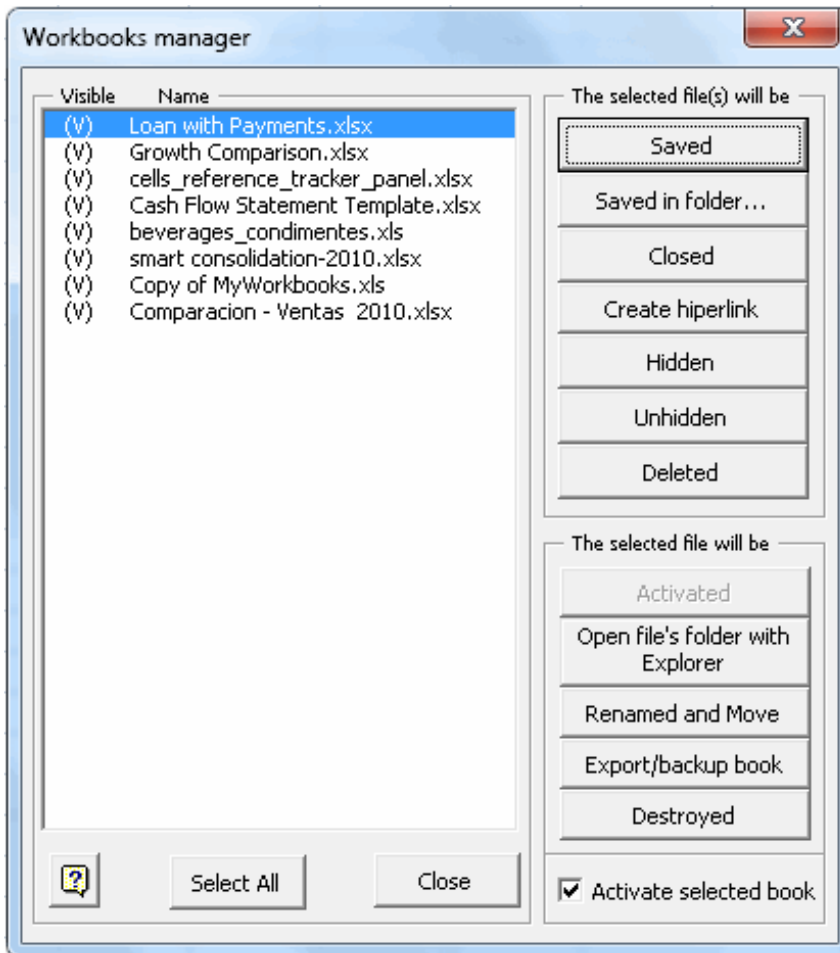 Workbooks manager
Visible Name
(V) Loan with Payments.xlsx
(V) Growth Comparison.xlsx
(V) cells_reference_tracker_panel.xlsx
(V) Cash Flow Statement Template.xlsx
(V) beverages_condimentes.xls
(V) smart consolidation-2010.xlsx
(V) Copy of MyWorkbooks.xls
(V) Comparacion - Ventas 2010.xlsx
Select All
Close
The selected file(s) will be
Saved
Saved in folder...
Closed
Create hiperlink
Hidden
Unhidden
Deleted
The selected file will be
Activated
Open file's folder with
Explorer
Renamed and Move
Export/backup book
Destroyed
Activate selected book